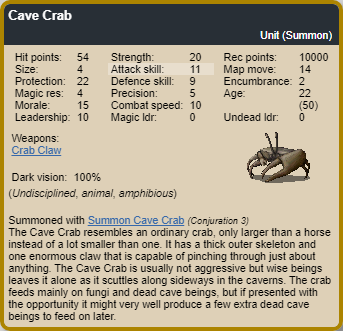 Cave Crab
Unit (Summon)
Hit points: 54 Strength: 20 Rec points: 10000
Size: 4 Attack skill: 11 Map move: 14
Protection: 22 Defence skill: 9 Encumbrance: 2
Magic res: 4 Precision: 5 Age: 22
Morale: 15 Combat speed: 10 (50)
Leadership: 10 Magic ldr: 0 Undead ldr: 0
Weapons:
Crab Claw
Dark vision: 100%
(Undisciplined, animal, amphibious)
Summoned with Summon Cave Crab (Conjuration 3)
The Cave Crab resembles an ordinary crab, only larger than a horse
instead of a lot smaller than one. It has a thick outer skeleton and
one enormous claw that is capable of pinching through just about
anything. The Cave Crab is usually not aggressive but wise beings
leaves it alone as it scuttles along sideways in the caverns. The crab
feeds mainly on fungi and dead cave beings, but if presented with
the opportunity it might very well produce a few extra dead cave
beings to feed on later.